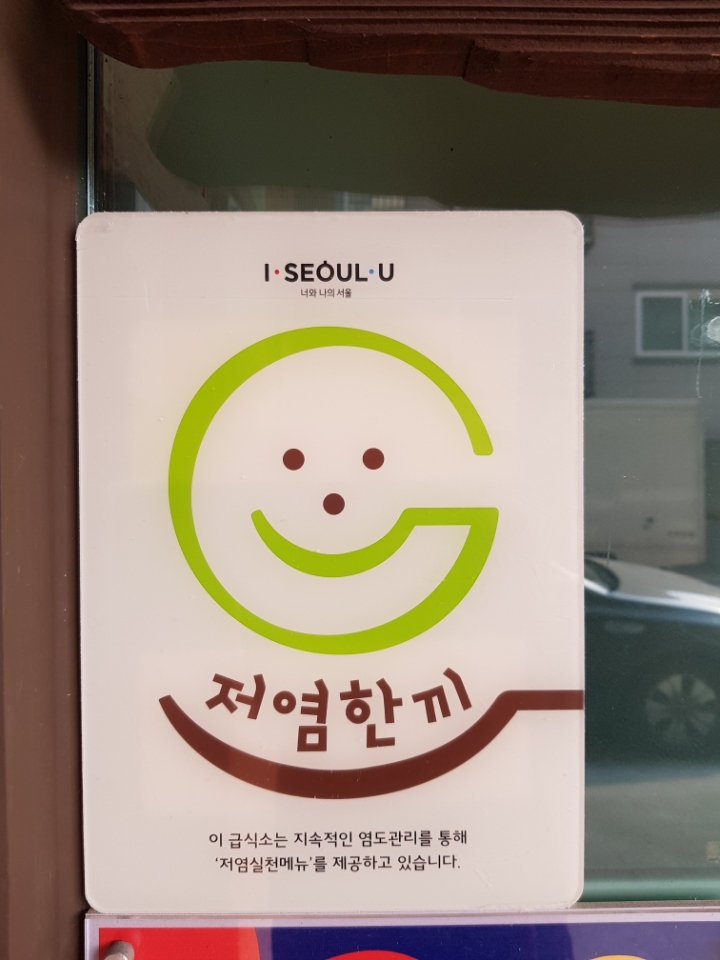 I·SEOUL·U
너와 나의 서울
저염한끼
이 급식소는 지속적인 염도관리를 통해
‘저염실천메뉴’를 제공하고 있습니다.